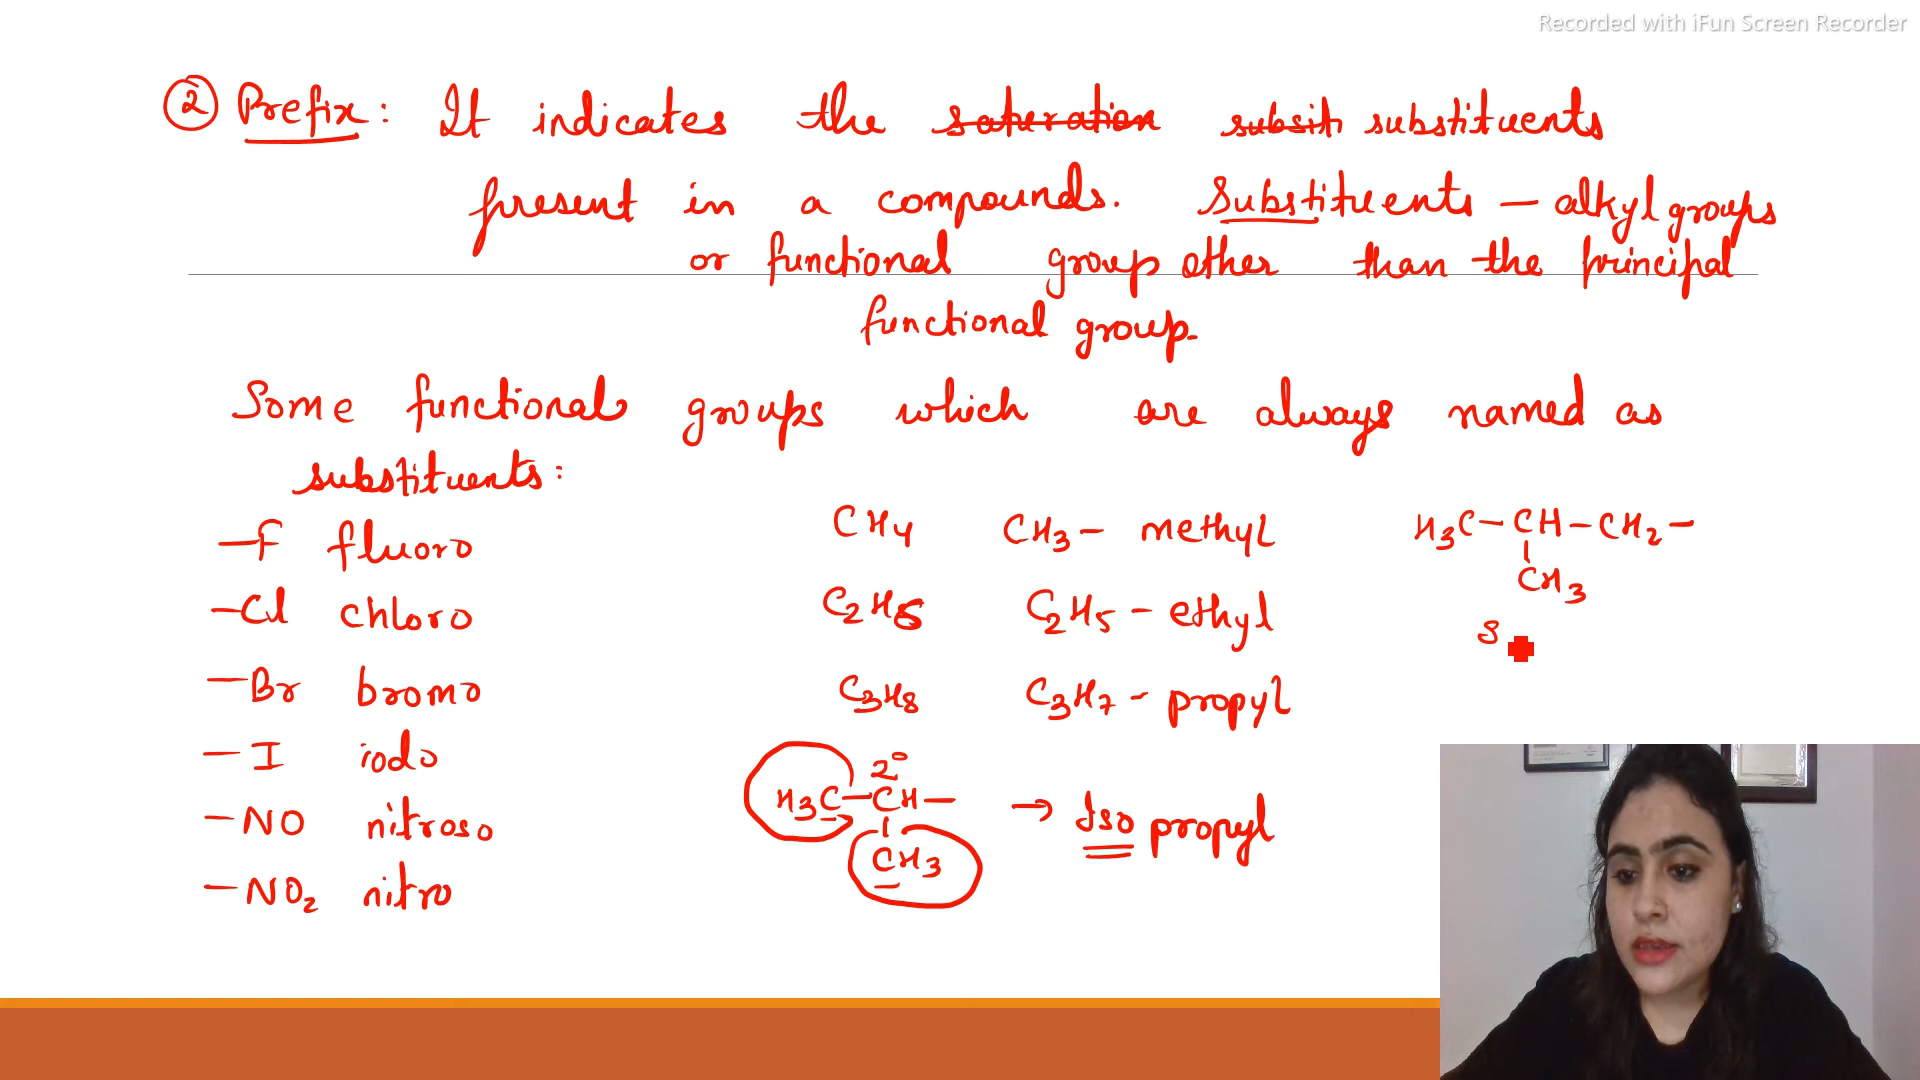 Recorded with iFun Screen Recorder
② Prefix: It indicates the saturation subsit substituents
present in a compounds. Substituents — alkyl groups
or functional group other than the principal
functional group.
Some functional groups which are always named as
substituents:
—F fluoro
—Cl chloro
—Br bromo
—I iodo
—NO nitroso
—NO₂ nitro
CH₄ CH₃— methyl
C₂H₆ C₂H₅— ethyl
C₃H₈ C₃H₇— propyl
2°
H₃C—CH— → Iso propyl
CH₃
H₃C—CH—CH₂—
CH₃
s